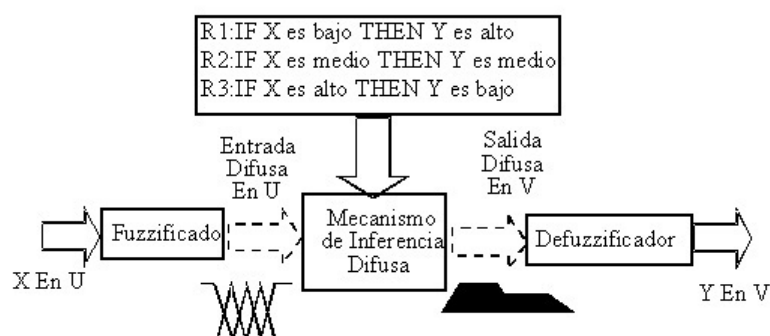 R1:IF X es bajo THEN Y es alto
R2:IF X es medio THEN Y es medio
R3:IF X es alto THEN Y es bajo
Entrada
Difusa
En U
Salida
Difusa
En V
Fuzzificado
Mecanismo
de Inferencia
Difusa
Defuzzificador
X En U
Y En V